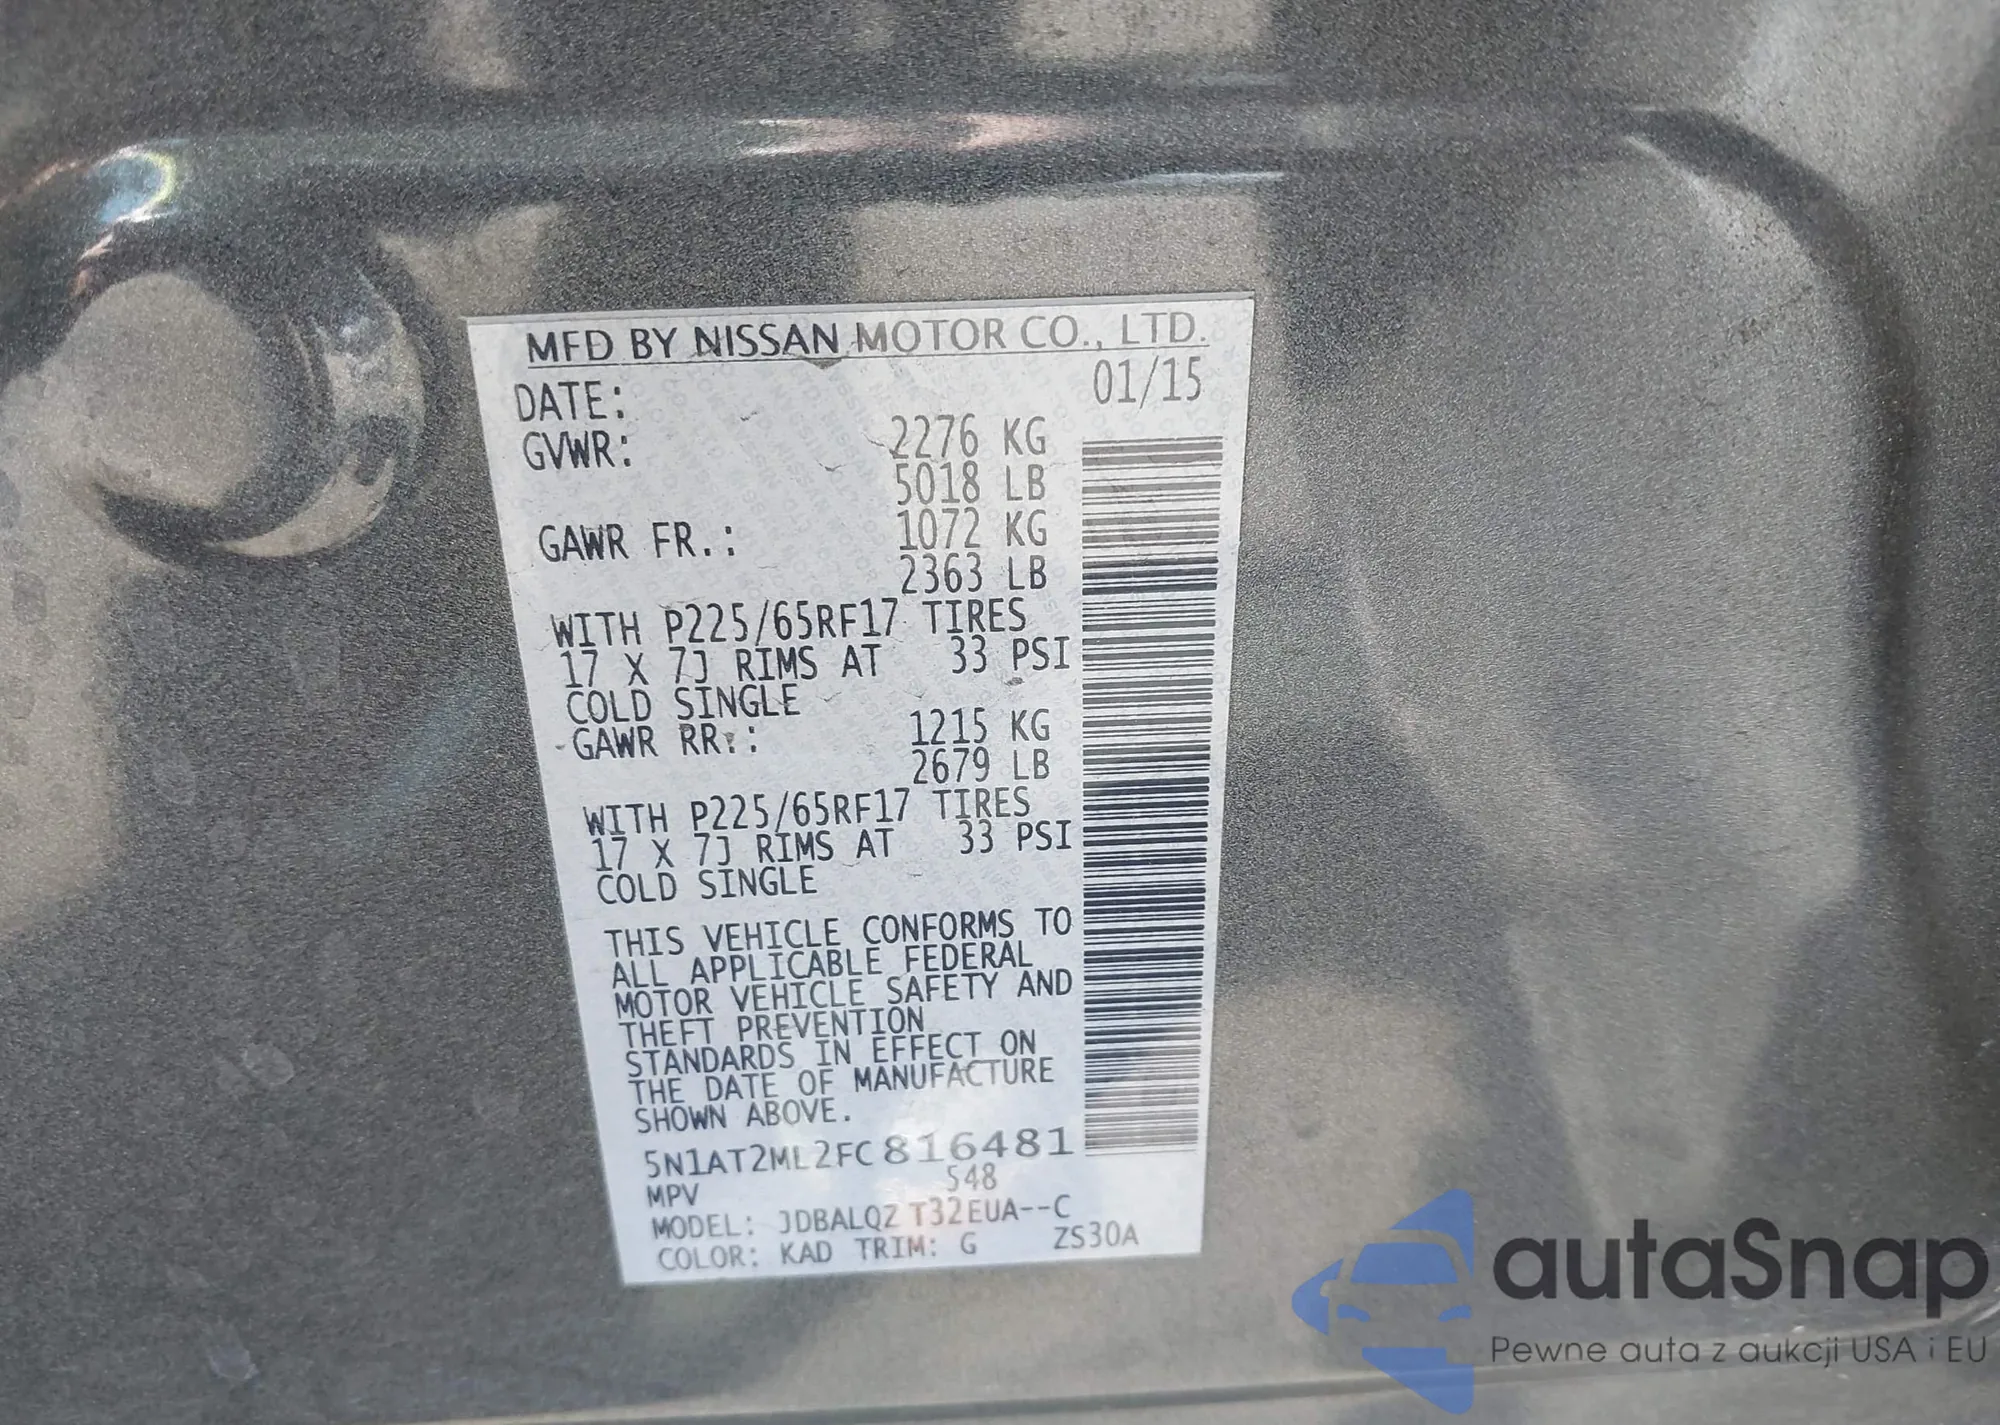 MFD BY NISSAN MOTOR CO., LTD.
DATE: 01/15
GVWR: 2276 KG
5018 LB
GAWR FR.: 1072 KG
2363 LB
WITH P225/65RF17 TIRES
17 X 7J RIMS AT 33 PSI
COLD SINGLE
GAWR RR.: 1215 KG
2679 LB
WITH P225/65RF17 TIRES
17 X 7J RIMS AT 33 PSI
COLD SINGLE
THIS VEHICLE CONFORMS TO
ALL APPLICABLE FEDERAL
MOTOR VEHICLE SAFETY AND
THEFT PREVENTION
STANDARDS IN EFFECT ON
THE DATE OF MANUFACTURE
SHOWN ABOVE.
5N1AT2ML2FC816481
MPV 548
MODEL: JDBALQZ T32EUA--C
COLOR: KAD TRIM: G ZS30A
autaSnap
Pewne auta z aukcji USA i EU